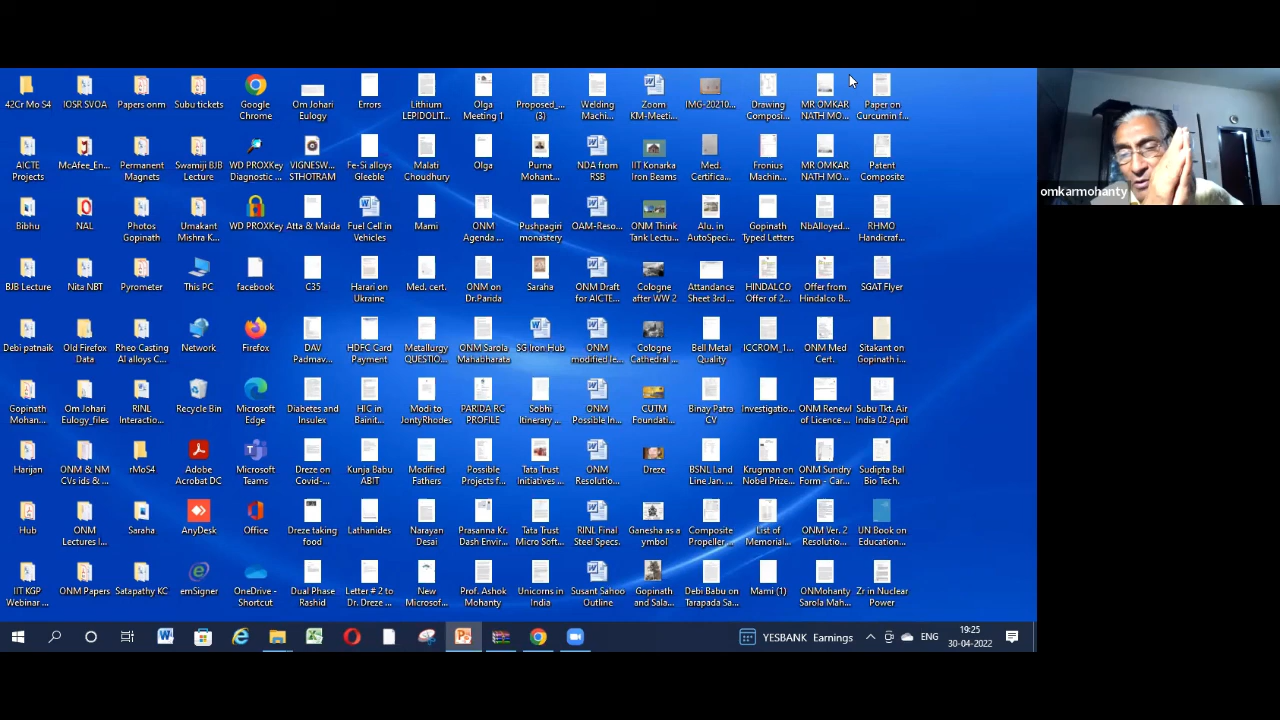 42Cr Mo S4
IOSR SVOA
Papers onm
Subu tickets
Google
Chrome
Om Johari
Eulogy
Errors
Lithium
LEPIDOLIT...
Olga
Meeting 1
Proposed_...
(3)
Welding
Machi...
Zoom
KM-Meeti...
IMG-20210...
Drawing
Composi...
MR OMKAR
NATH MO...
Paper on
Curcumin f...
omkarmohanty
AICTE
Projects
McAfee_En...
Permanent
Magnets
Swamiji BJB
Lecture
WD PROXKey
Diagnostic ...
VIGNESW...
STHOTRAM
Fe-Si alloys
Gleeble
Malati
Choudhury
Olga
Purna
Mohant...
NDA from
RSB
IIT Konarka
Iron Beams
Med.
Certifica...
Fronius
Machin...
MR OMKAR
NATH MO...
Patent
Composite
Bibhu
NAL
Photos
Gopinath
Umakant
Mishra K...
WD PROXKey
Atta & Maida
Fuel Cell in
Vehicles
Mami
ONM
Agenda ...
Pushpagiri
monastery
OAM-Reso...
ONM Think
Tank Lectu...
Alu. in
AutoSpeci...
Gopinath
Typed Letters
NbAlloyed...
RHMO
Handicraf...
BJB Lecture
Nita NBT
Pyrometer
This PC
facebook
C35
Harari on
Ukraine
Med. cert.
ONM on
Dr.Parida
Saraha
ONM Draft
for AICTE...
Cologne
after WW 2
Attandance
Sheet 3rd ...
HINDALCO
Offer of 2...
Offer from
Hindalco B...
SGAT Flyer
Debi patnaik
Old Firefox
Data
Rheo Casting
Al alloys C...
Network
Firefox
DAV
Padmav...
HDFC Card
Payment
Metallurgy
QUESTIO...
ONM Sarola
Mahabharata
SG Iron Hub
ONM
modified le...
Cologne
Cathedral ...
Bell Metal
Quality
ICCROM_1...
ONM Med
Cert.
Sitakant on
Gopinath i...
Gopinath
Mohan...
Om Johari
Eulogy_files
RINL
Interactio...
Recycle Bin
Microsoft
Edge
Diabetes and
Insulex
HIC in
Bainit...
Modi to
JontyRhodes
PARIDA RG
PROFILE
Sobhi
Itinerary ...
ONM
Possible In...
CUTM
Foundati...
Binay Patra
CV
Investigatio...
ONM Renewl
of Licence ...
Subu Tkt. Air
India 02 April
Harijan
ONM & NM
CVs ids & ...
rMoS4
Adobe
Acrobat DC
Microsoft
Teams
Dreze on
Covid-...
Kunja Babu
ABIT
Modified
Fathers
Possible
Projects f...
Tata Trust
Initiatives ...
ONM
Resolutio...
Dreze
BSNL Land
Line Jan. ...
Krugman on
Nobel Prize...
ONM Sundry
Form - Car...
Sudipta Bal
Bio Tech.
Hub
ONM
Lectures I...
Saraha
AnyDesk
Office
Dreze taking
food
Lathanides
Narayan
Desai
Prasanna Kr.
Dash Envir...
Tata Trust
Micro Soft...
RINL Final
Steel Specs.
Ganesha as a
ymbol
Composite
Propeller ...
List of
Memorial...
ONM Ver. 2
Resolutio...
UN Book on
Education...
IIT KGP
Webinar ...
ONM Papers
Satapathy KC
emSigner
OneDrive -
Shortcut
Dual Phase
Rashid
Letter # 2 to
Dr. Dreze ...
New
Microsof...
Prof. Ashok
Mohanty
Unicorns in
India
Susant Sahoo
Outline
Gopinath
and Sala...
Debi Babu on
Tarapada Sa...
Mami (1)
ONMohanty
Sarola Mah...
Zr in Nuclear
Power
YESBANK Earnings
ENG
19:25
30-04-2022